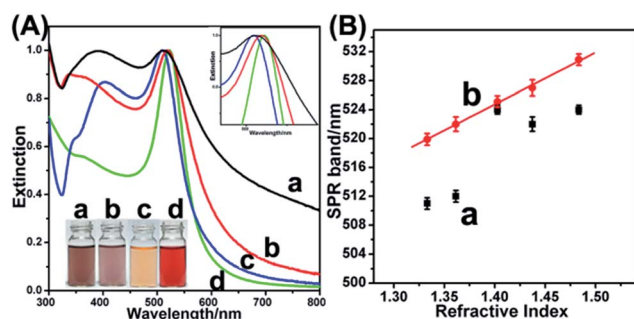 (A)
Extinction
1.0
0.8
0.6
0.4
0.2
0.0
300 400 500 600 700 800
Wavelength/nm
a
b
c
d
a b c d
Extinction
1.0
Wavelength/nm
(B)
SPR band/nm
532
528
524
520
516
512
508
504
500
b
a
1.30 1.35 1.40 1.45 1.50
Refractive Index